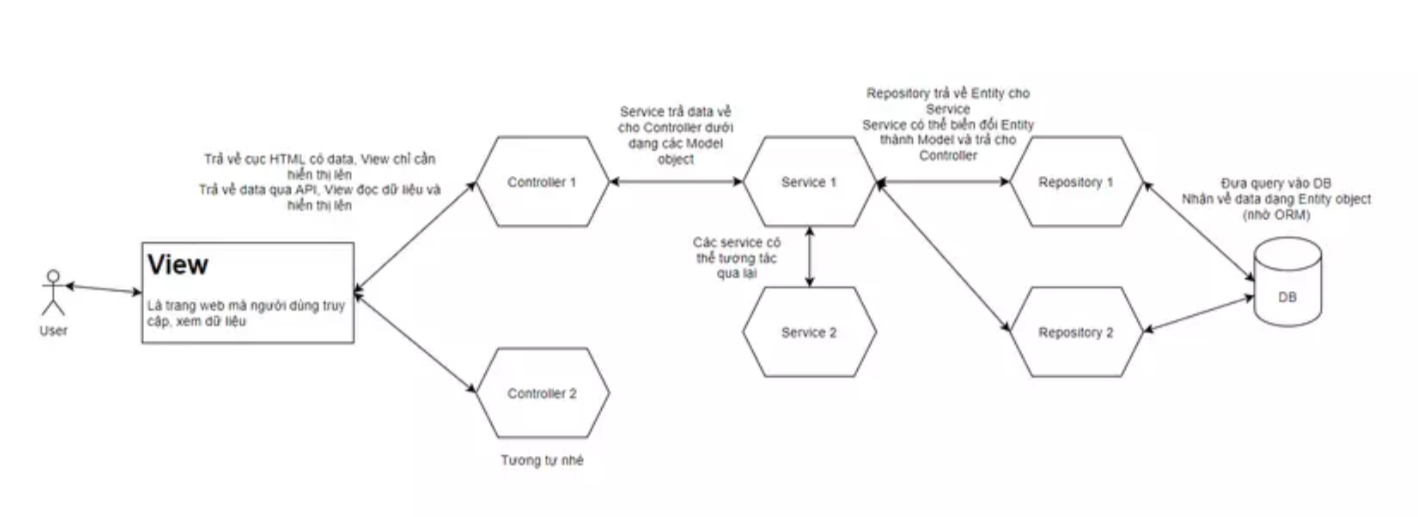 Repository trả về Entity cho
Service
Service có thể biến đổi Entity
thành Model và trả cho
Controller
Service trả data về
cho Controller dưới
dạng các Model
object
Trả về cục HTML có data, View chỉ cần
hiển thị lên
Trả về data qua API, View đọc dữ liệu và
hiển thị lên
Controller 1
Service 1
Repository 1
Đưa query vào DB
Nhận về data dạng Entity object
(nhờ ORM)
Các service có
thể tương tác
qua lại
View
Là trang web mà người dùng truy
cập, xem dữ liệu
User
DB
Service 2
Repository 2
Controller 2
Tương tự nhé